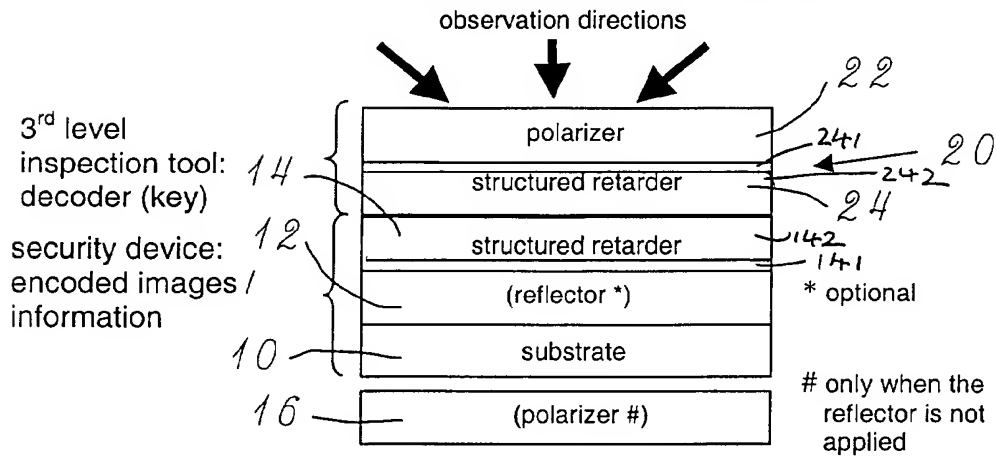 observation directions
22
polarizer
241
20
242
3rd level
inspection tool:
decoder (key)
14
structured retarder
24
12
security device:
encoded images /
information
structured retarder
142
141
(reflector *)
* optional
10
substrate
16
(polarizer #)
# only when the
reflector is not
applied